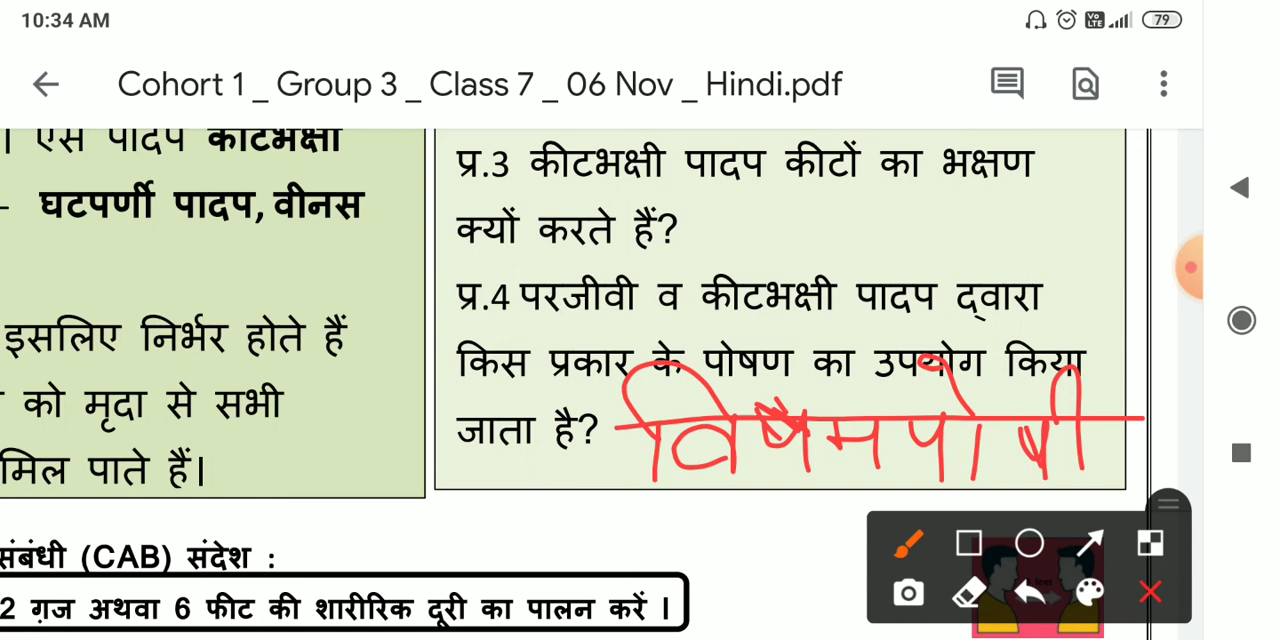 10:34 AM
Vo LTE 79
Cohort 1 _ Group 3 _ Class 7 _ 06 Nov _ Hindi.pdf
। ऐसे पादप कीटभक्षी
- घटपर्णी पादप, वीनस
इसलिए निर्भर होते हैं
को मृदा से सभी
मिल पाते हैं।
प्र.3 कीटभक्षी पादप कीटों का भक्षण
क्यों करते हैं?
प्र.4 परजीवी व कीटभक्षी पादप द्वारा
किस प्रकार के पोषण का उपयोग किया
जाता है? विषमपोषी
संबंधी (CAB) संदेश :
2 ग़ज अथवा 6 फीट की शारीरिक दूरी का पालन करें ।